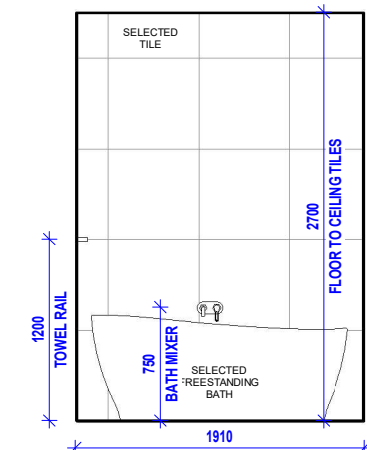 SELECTED
TILE
2700
FLOOR TO CEILING TILES
1200
TOWEL RAIL
750
BATH MIXER
SELECTED
FREESTANDING
BATH
1910